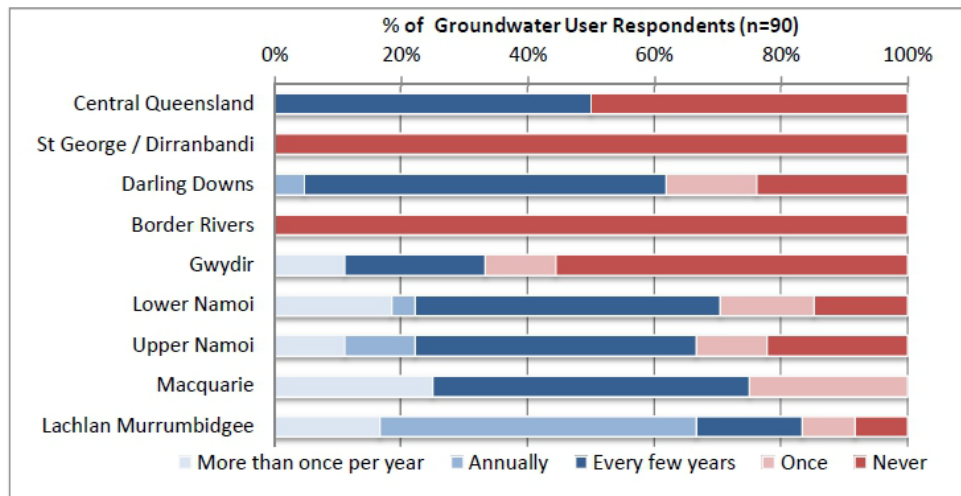 % of Groundwater User Respondents (n=90)
0% 20% 40% 60% 80% 100%
Central Queensland
St George / Dirranbandi
Darling Downs
Border Rivers
Gwydir
Lower Namoi
Upper Namoi
Macquarie
Lachlan Murrumbidgee
More than once per year Annually Every few years Once Never